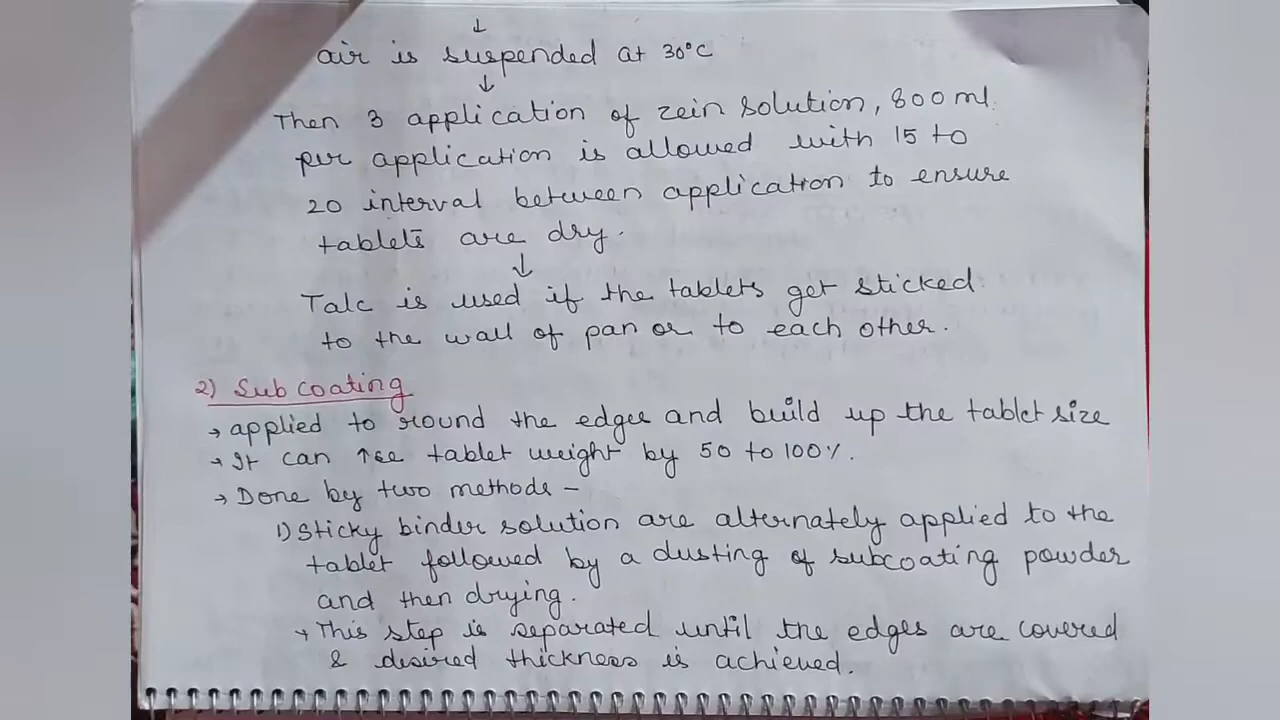 ↓
air is suspended at 30°C
↓
Then 3 application of zein solution, 800 ml
per application is allowed with 15 to
20 interval between application to ensure
tablets are dry.
↓
Talc is used if the tablets get sticked
to the wall of pan or to each other.
2) Sub coating
→ applied to round the edges and build up the tablet size
→ It can ↑se tablet weight by 50 to 100%.
→ Done by two methods –
1) Sticky binder solution are alternately applied to the
tablet followed by a dusting of subcoating powder
and then drying.
→ This step is separated until the edges are covered
& desired thickness is achieved.